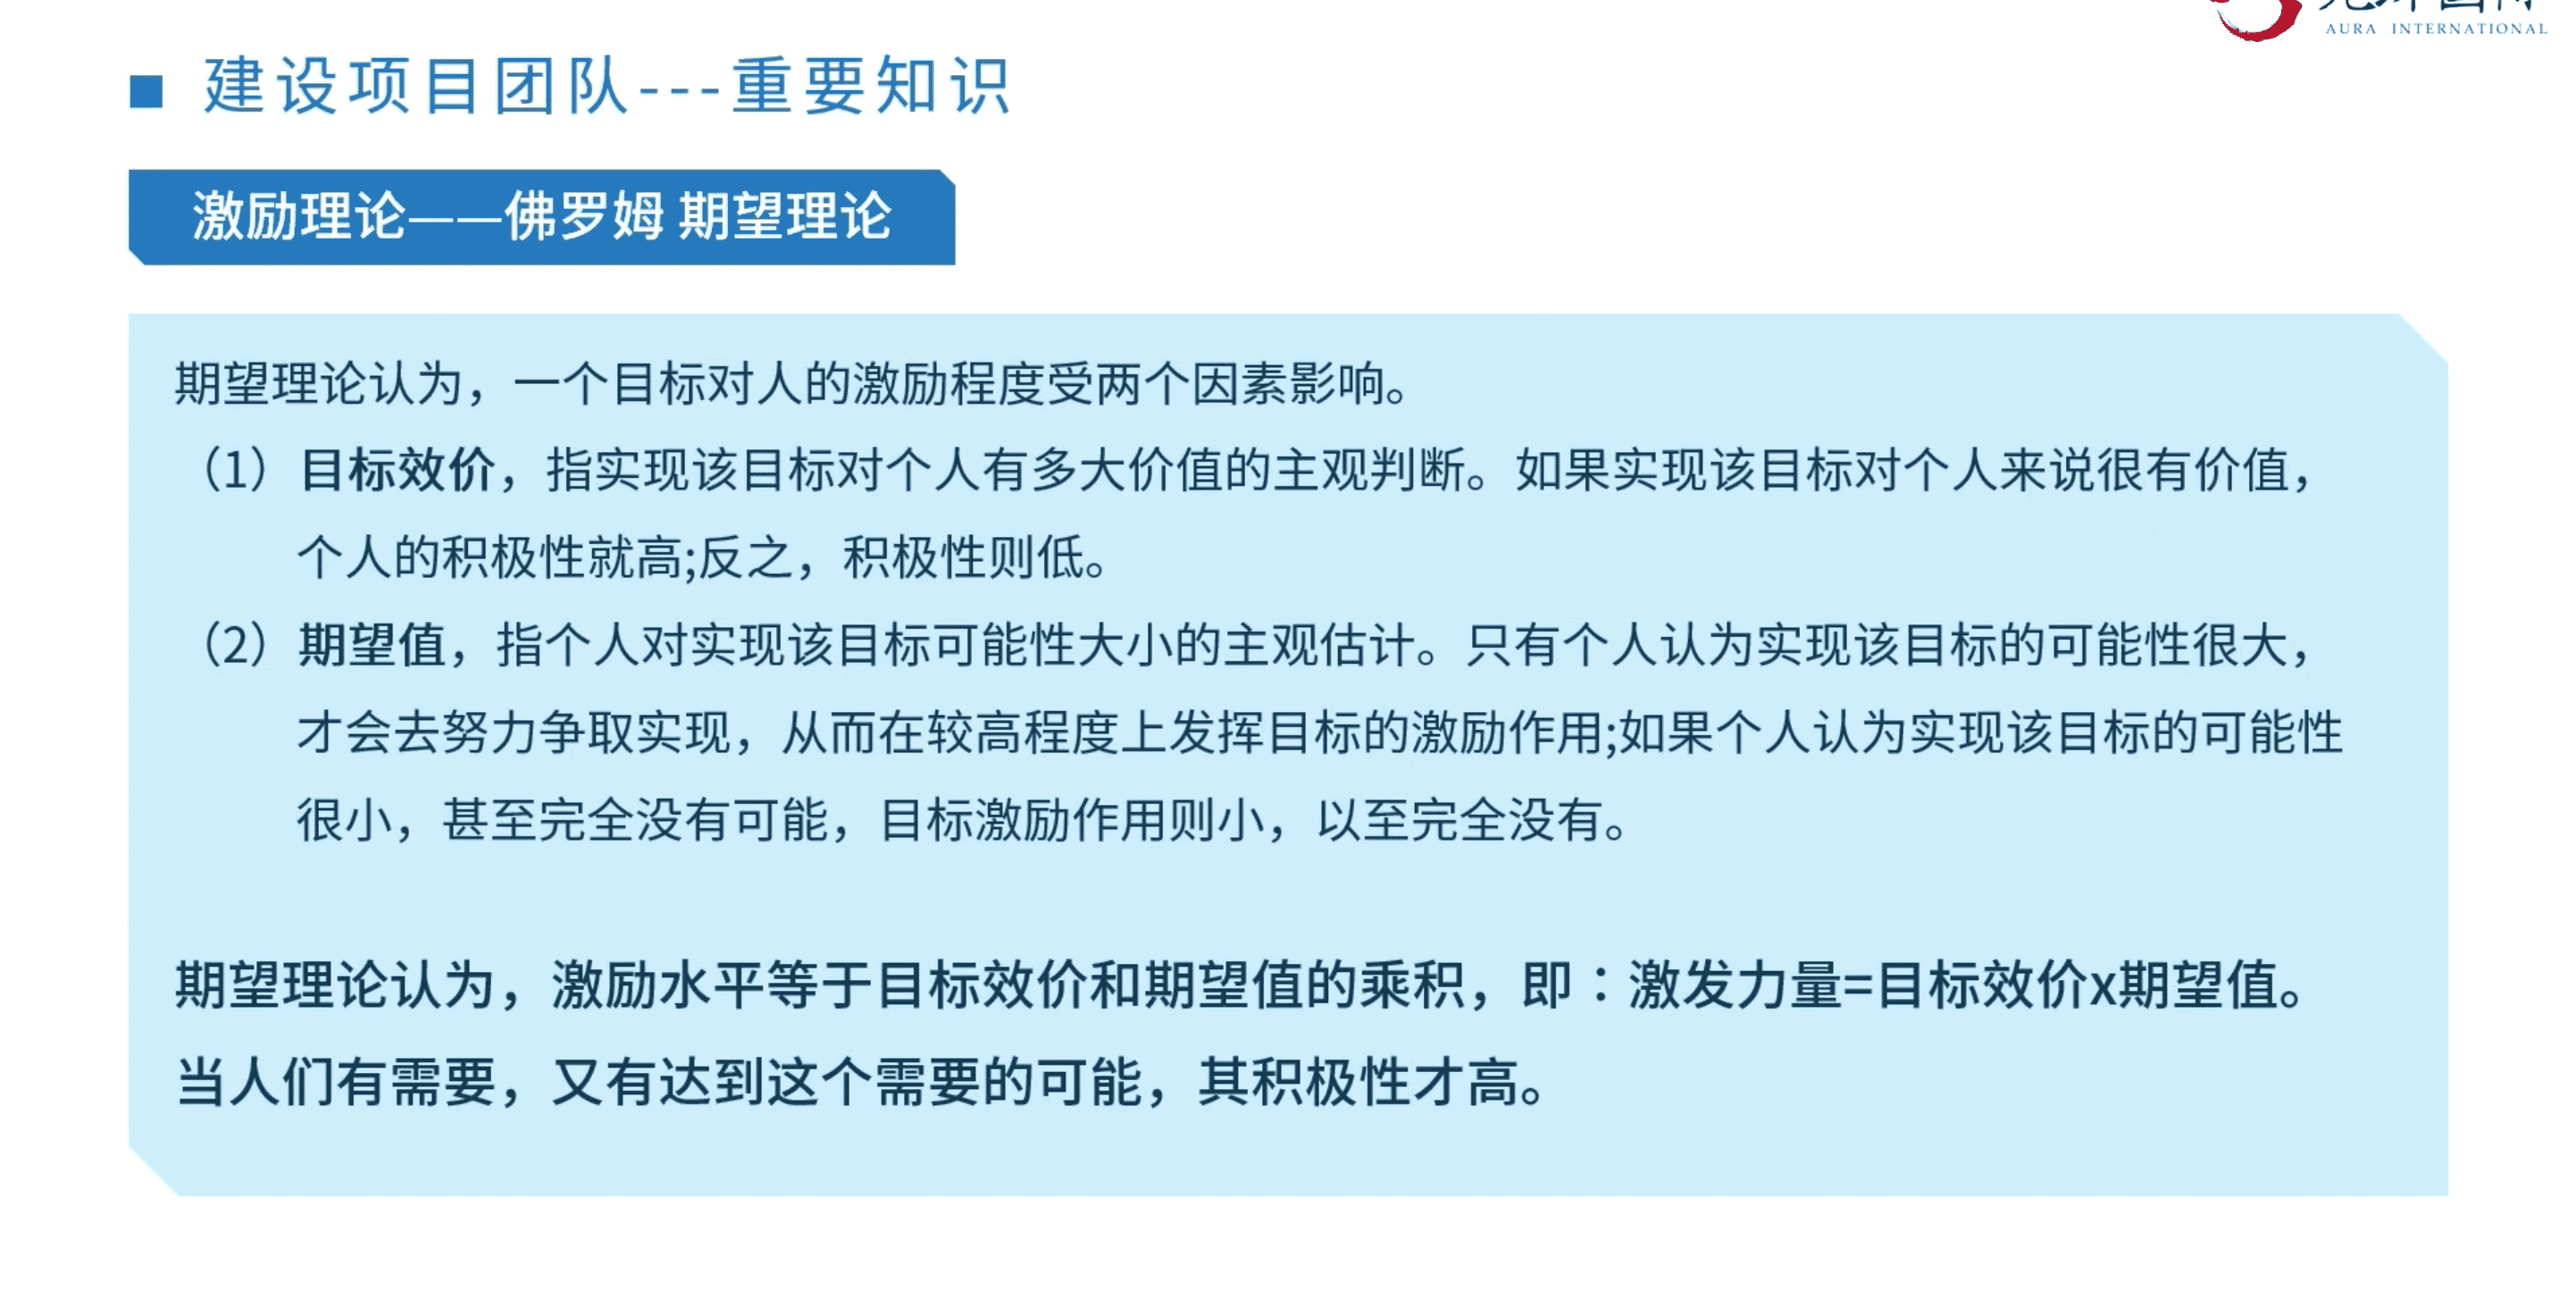 AURA INTERNATIONAL
建设项目团队---重要知识
激励理论——佛罗姆 期望理论
期望理论认为，一个目标对人的激励程度受两个因素影响。
（1）目标效价，指实现该目标对个人有多大价值的主观判断。如果实现该目标对个人来说很有价值，
个人的积极性就高;反之，积极性则低。
（2）期望值，指个人对实现该目标可能性大小的主观估计。只有个人认为实现该目标的可能性很大，
才会去努力争取实现，从而在较高程度上发挥目标的激励作用;如果个人认为实现该目标的可能性
很小，甚至完全没有可能，目标激励作用则小，以至完全没有。
期望理论认为，激励水平等于目标效价和期望值的乘积，即：激发力量=目标效价x期望值。
当人们有需要，又有达到这个需要的可能，其积极性才高。